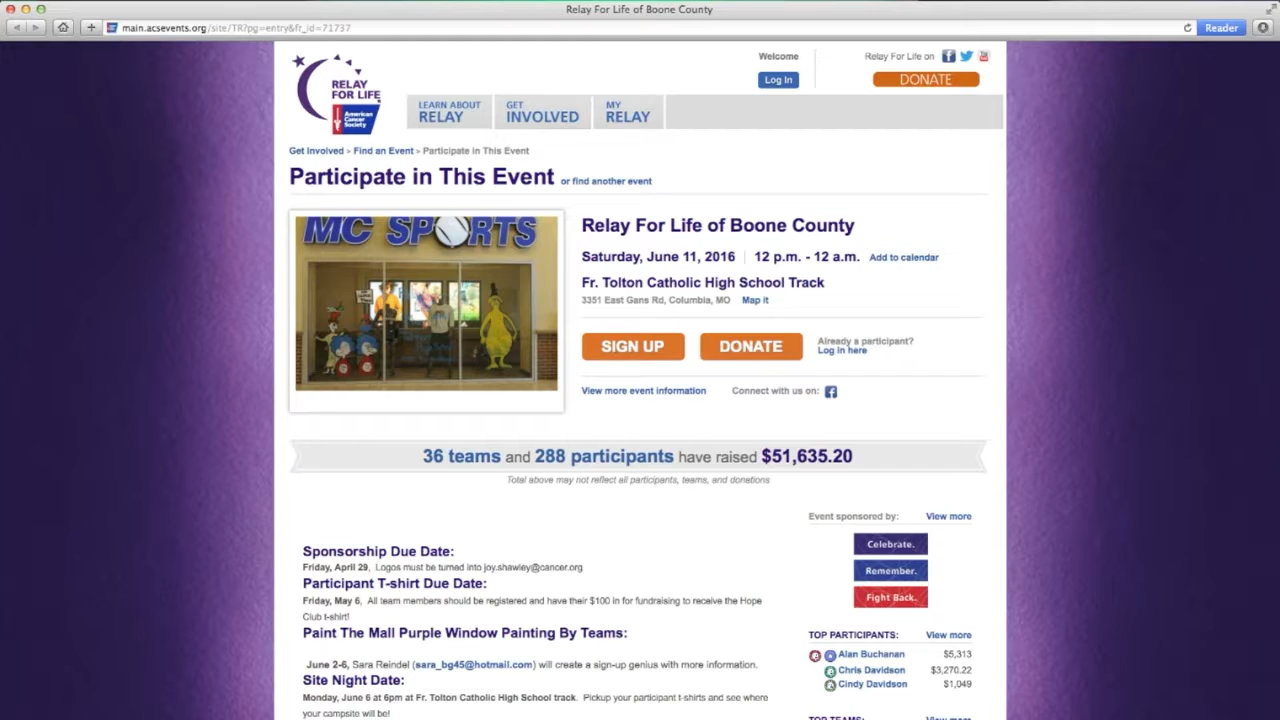 Relay For Life of Boone County
main.acsevents.org/site/TR?pg=entry&fr_id=71737
Reader
RELAY
FOR LIFE
American
Cancer
Society
Welcome
Log In
Relay For Life on
DONATE
LEARN ABOUT
RELAY
GET
INVOLVED
MY
RELAY
Get Involved > Find an Event > Participate in This Event
Participate in This Event or find another event
MC SPORTS
Relay For Life of Boone County
Saturday, June 11, 2016 12 p.m. - 12 a.m. Add to calendar
Fr. Tolton Catholic High School Track
3351 East Gans Rd, Columbia, MO Map it
SIGN UP
DONATE
Already a participant?
Log in here
View more event information Connect with us on:
36 teams and 288 participants have raised $51,635.20
Total above may not reflect all participants, teams, and donations
Event sponsored by: View more
Celebrate.
Remember.
Fight Back.
Sponsorship Due Date:
Friday, April 29, Logos must be turned into joy.shawley@cancer.org
Participant T-shirt Due Date:
Friday, May 6, All team members should be registered and have their $100 in for fundraising to receive the Hope
Club t-shirt!
Paint The Mall Purple Window Painting By Teams:
June 2-6, Sara Reindel (sara_bg45@hotmail.com) will create a sign-up genius with more information.
Site Night Date:
Monday, June 6 at 6pm at Fr. Tolton Catholic High School track. Pickup your participant t-shirts and see where
your campsite will be!
TOP PARTICIPANTS: View more
Alan Buchanan $5,313
Chris Davidson $3,270.22
Cindy Davidson $1,049
TOP TEAMS: View more